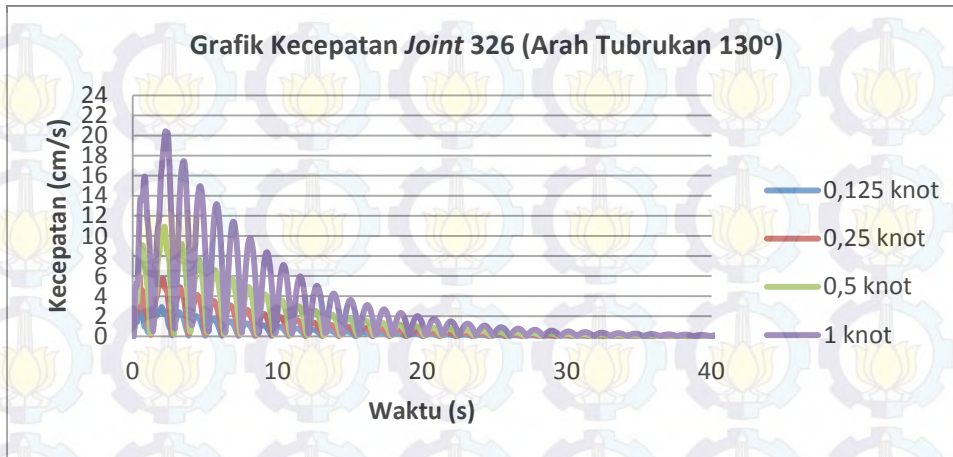 Grafik Kecepatan Joint 326 (Arah Tubrukan 130º)
Kecepatan (cm/s)
24
22
20
18
16
14
12
10
8
6
4
2
0
0 10 20 30 40
Waktu (s)
0,125 knot
0,25 knot
0,5 knot
1 knot